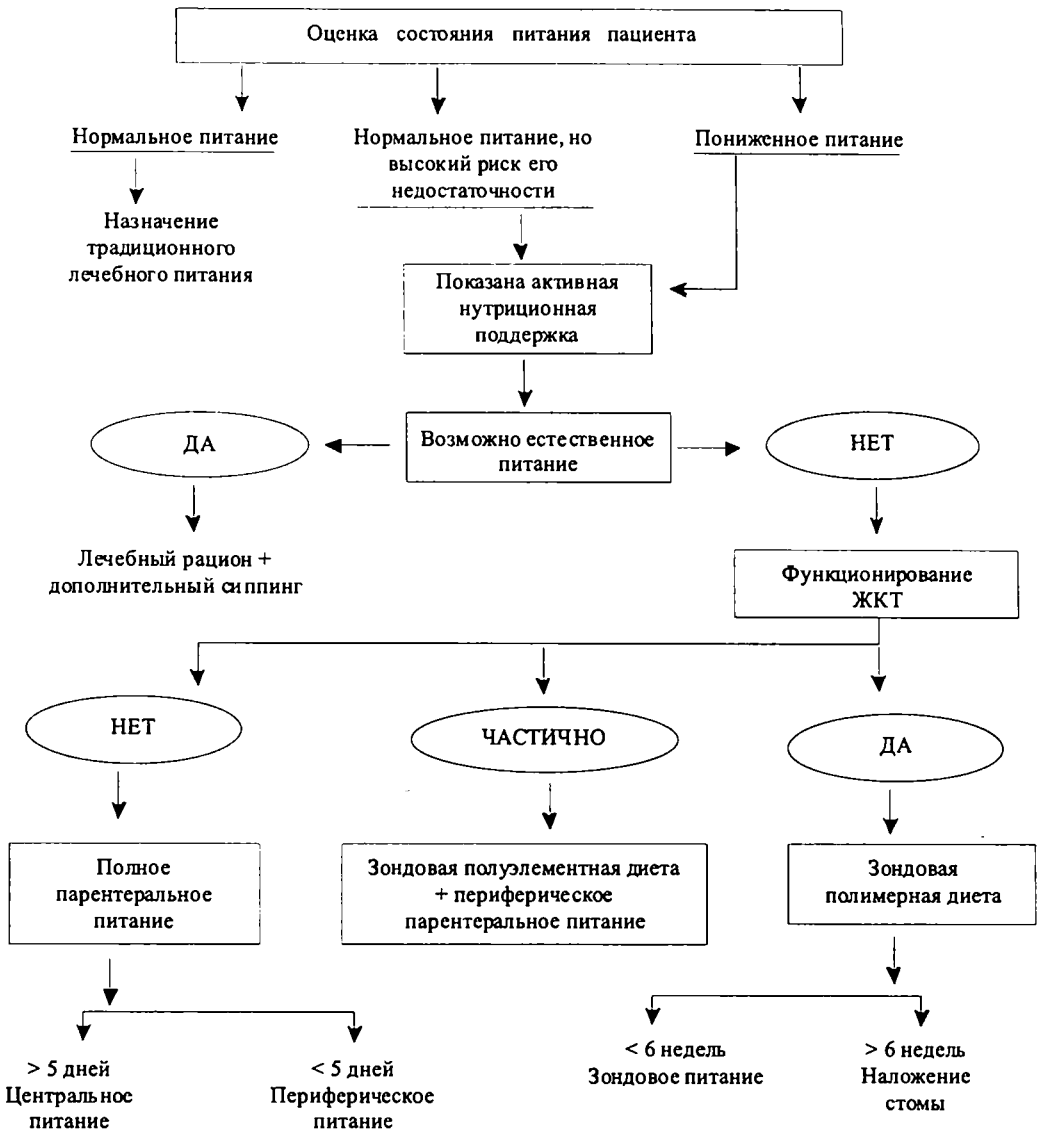 Оценка состояния питания пациента
Нормальное питание
Нормальное питание, но
высокий риск его
недостаточности
Пониженное питание
Назначение
традиционного
лечебного питания
Показана активная
нутриционная
поддержка
ДА
Возможно естественное
питание
НЕТ
Лечебный рацион +
дополнительный сиппинг
Функционирование
ЖКТ
НЕТ
ЧАСТИЧНО
ДА
Полное
парентеральное
питание
Зондовая полуэлементная диета
+ периферическое
парентеральное питание
Зондовая
полимерная диета
> 5 дней
Центральное
питание
< 5 дней
Периферическое
питание
< 6 недель
Зондовое питание
> 6 недель
Наложение
стомы